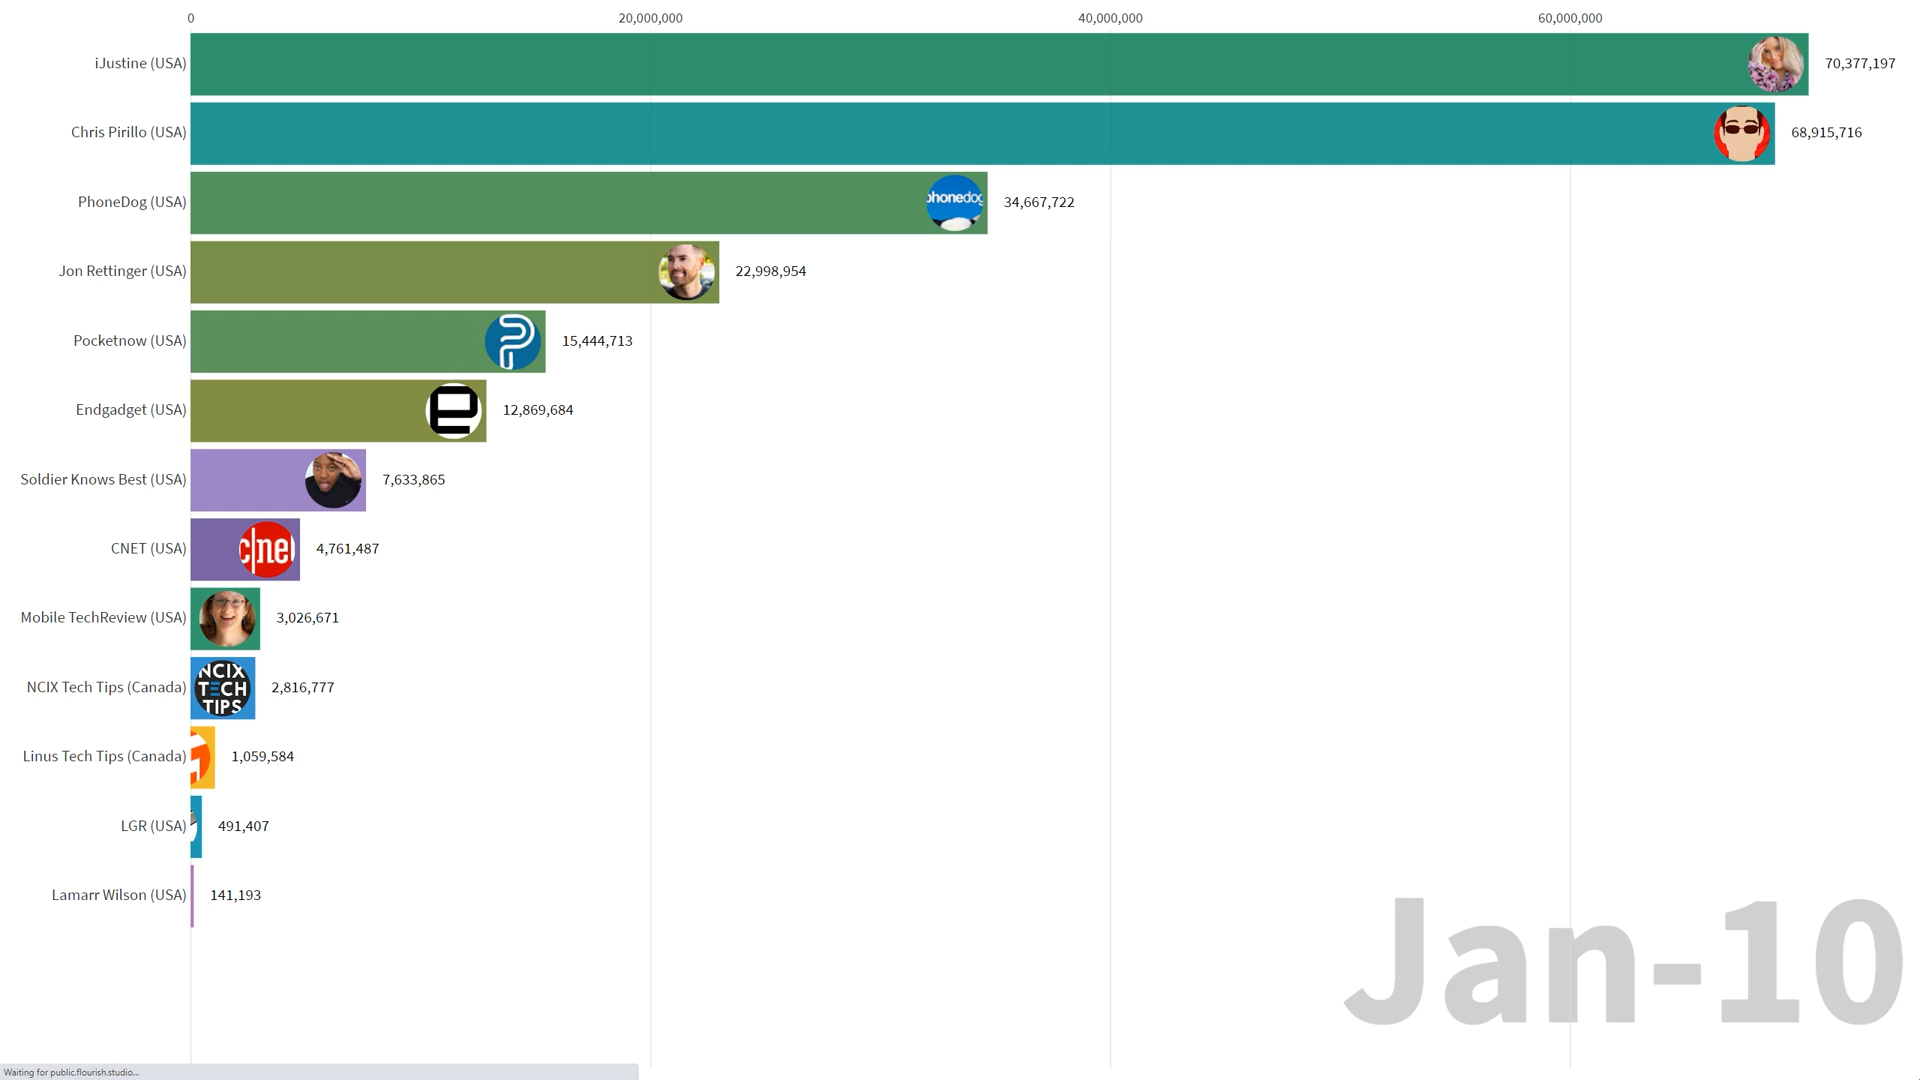 0 20,000,000 40,000,000 60,000,000
iJustine (USA) 70,377,197
Chris Pirillo (USA) 68,915,716
PhoneDog (USA) phonedog 34,667,722
Jon Rettinger (USA) 22,998,954
Pocketnow (USA) 15,444,713
Endgadget (USA) e 12,869,684
Soldier Knows Best (USA) 7,633,865
CNET (USA) c|net 4,761,487
Mobile TechReview (USA) 3,026,671
NCIX
NCIX Tech Tips (Canada) TECH 2,816,777
TIPS
Linus Tech Tips (Canada) 1,059,584
LGR (USA) 491,407
Lamarr Wilson (USA) 141,193
Jan-10
Waiting for public.flourish.studio...